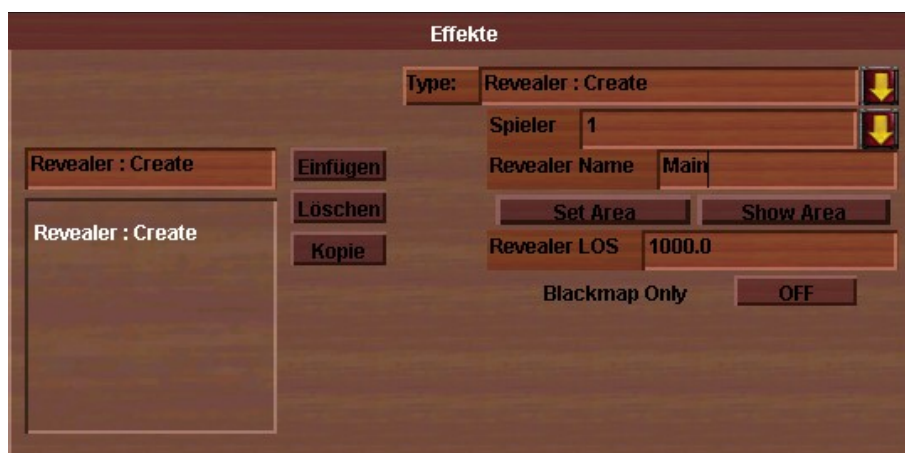 Effekte
Type: Revealer : Create
Spieler 1
Revealer : Create Einfügen Revealer Name Main
Löschen Set Area Show Area
Revealer : Create
Kopie Revealer LOS 1000.0
Blackmap Only OFF